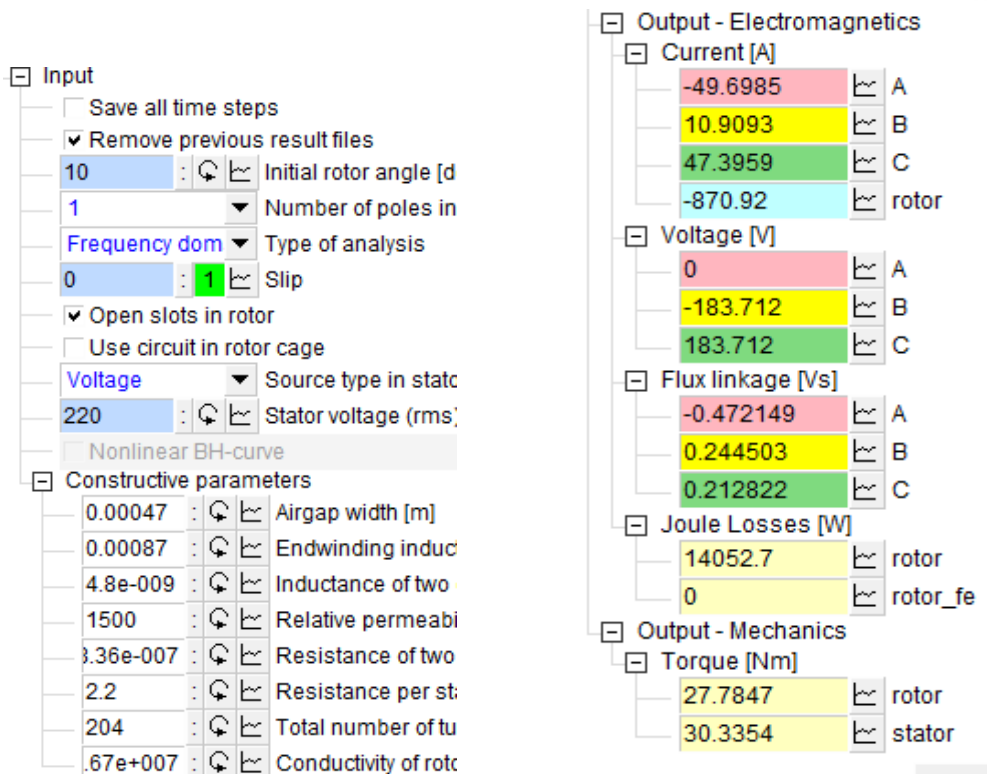 Input
Save all time steps
Remove previous result files
10 : Initial rotor angle [d
1 Number of poles in
Frequency dom Type of analysis
0 : 1 Slip
Open slots in rotor
Use circuit in rotor cage
Voltage Source type in stato
220 : Stator voltage (rms)
Nonlinear BH-curve
Constructive parameters
0.00047 : Airgap width [m]
0.00087 : Endwinding induct
4.8e-009 : Inductance of two
1500 : Relative permeabi
3.36e-007 : Resistance of two
2.2 : Resistance per sta
204 : Total number of tu
.67e+007 : Conductivity of roto
Output - Electromagnetics
Current [A]
-49.6985 A
10.9093 B
47.3959 C
-870.92 rotor
Voltage [V]
0 A
-183.712 B
183.712 C
Flux linkage [Vs]
-0.472149 A
0.244503 B
0.212822 C
Joule Losses [W]
14052.7 rotor
0 rotor_fe
Output - Mechanics
Torque [Nm]
27.7847 rotor
30.3354 stator